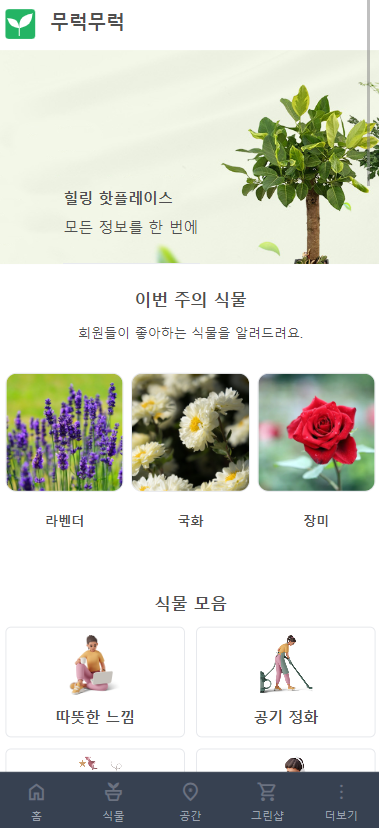 무럭무럭
힐링 핫플레이스
모든 정보를 한 번에
이번 주의 식물
회원들이 좋아하는 식물을 알려드려요.
라벤더
국화
장미
식물 모음
따뜻한 느낌
공기 정화
홈
식물
공간
그린샵
더보기